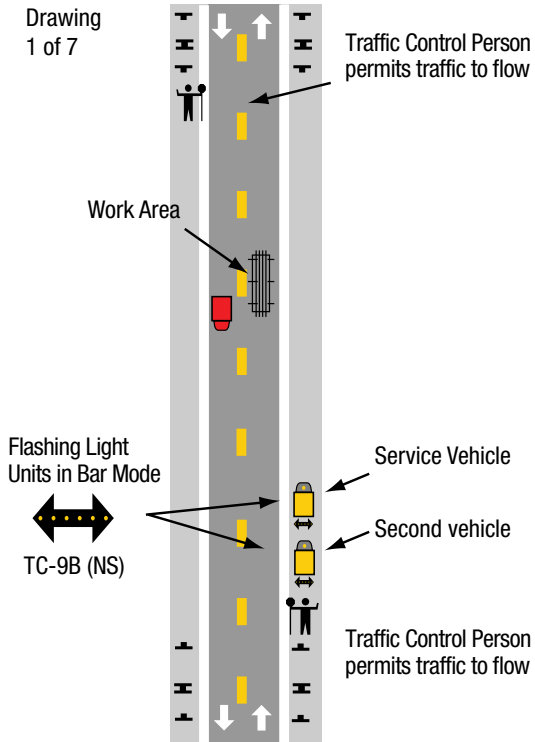 Drawing
1 of 7
Traffic Control Person
permits traffic to flow
Work Area
Flashing Light
Units in Bar Mode
TC-9B (NS)
Service Vehicle
Second vehicle
Traffic Control Person
permits traffic to flow